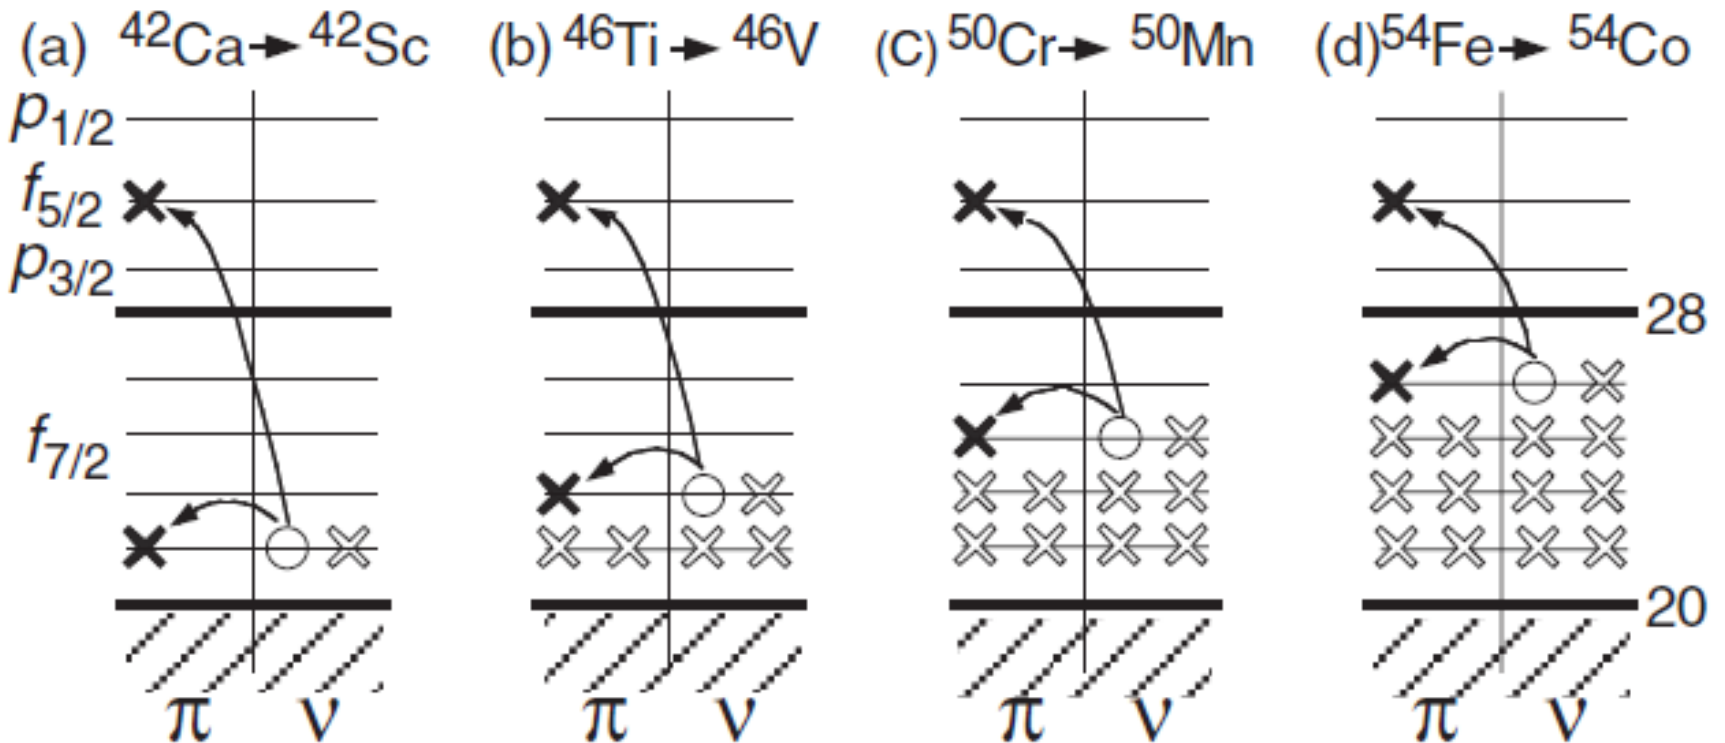 (a) ⁴²Ca → ⁴²Sc (b) ⁴⁶Ti → ⁴⁶V (c) ⁵⁰Cr → ⁵⁰Mn (d) ⁵⁴Fe → ⁵⁴Co
p1/2
f5/2
p3/2
28
f7/2
20
π ν π ν π ν π ν